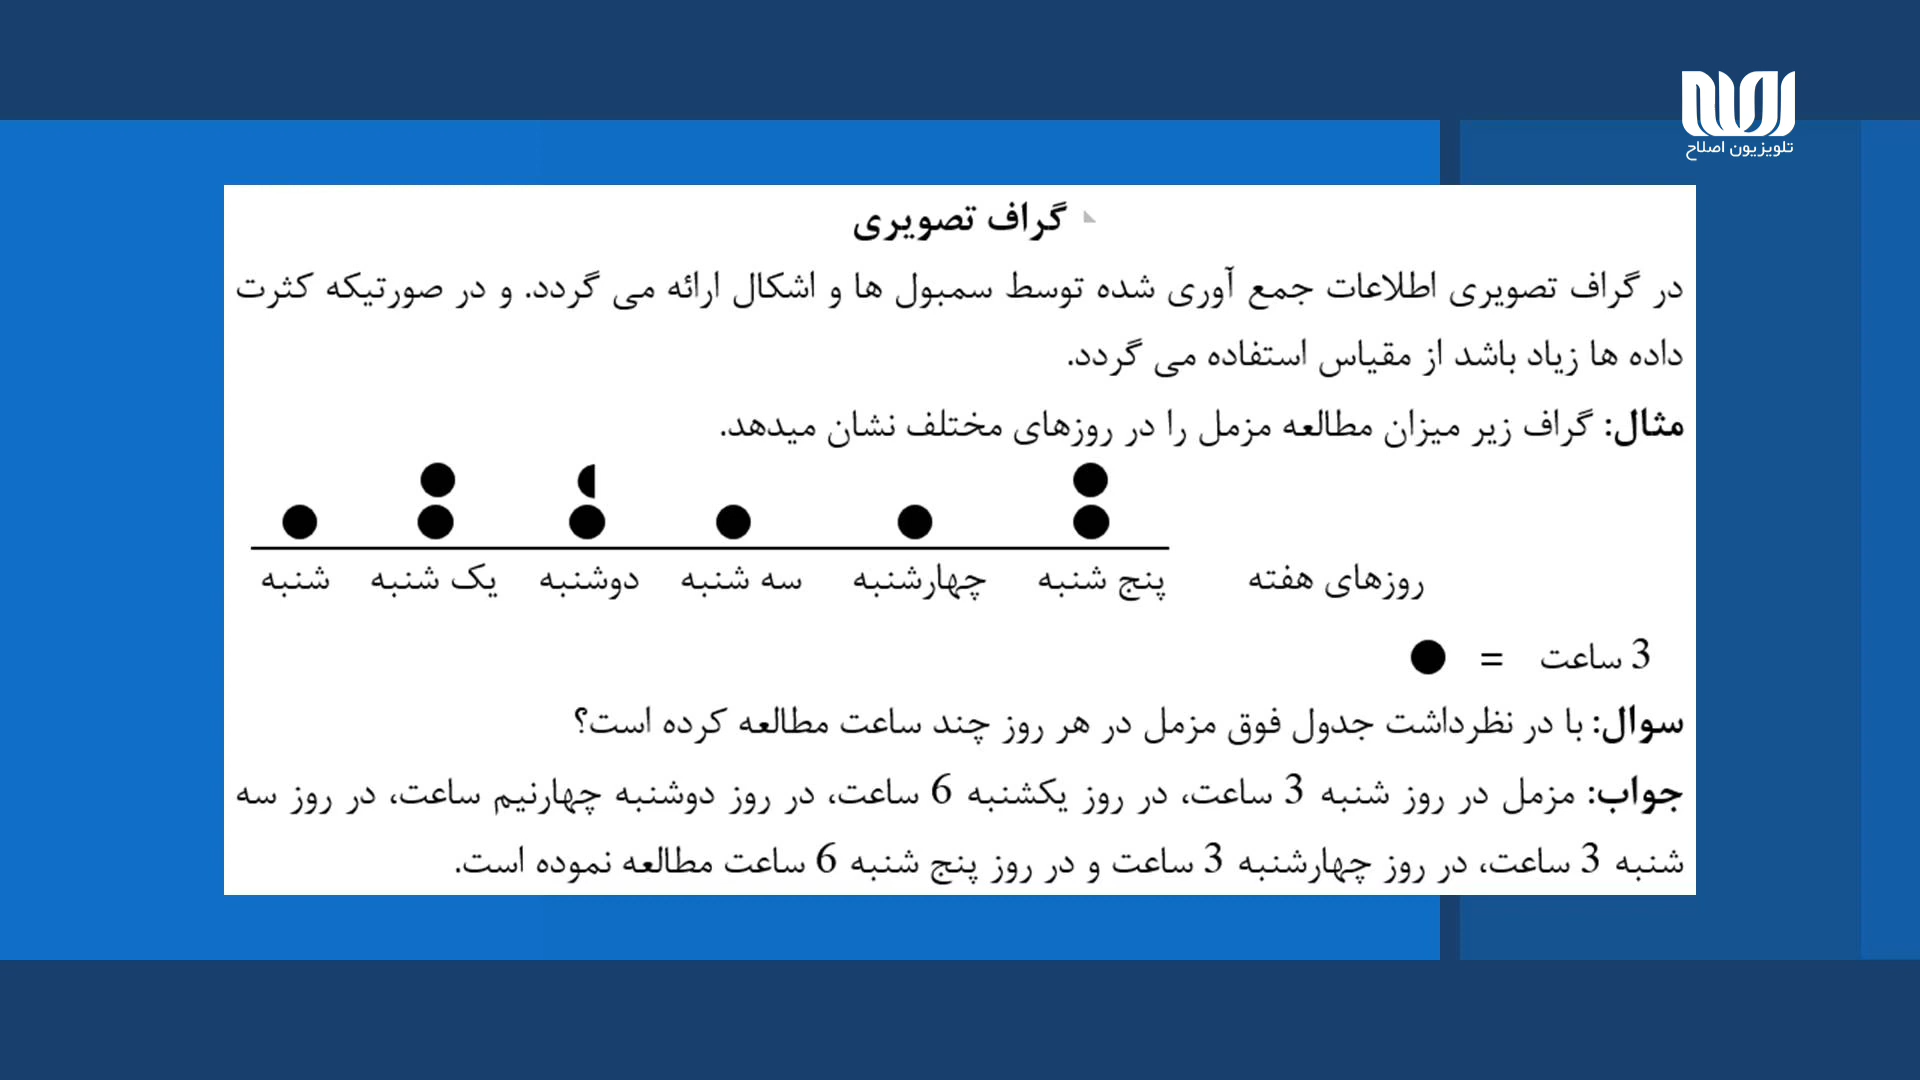 تلویزیون اصلاح
گراف تصویری
در گراف تصویری اطلاعات جمع آوری شده توسط سمبول ها و اشکال ارائه می گردد. و در صورتیکه کثرت
داده ها زیاد باشد از مقیاس استفاده می گردد.
مثال: گراف زیر میزان مطالعه مزمل را در روزهای مختلف نشان میدهد.
شنبه یک شنبه دوشنبه سه شنبه چهارشنبه پنج شنبه روزهای هفته
= 3 ساعت
سوال: با در نظرداشت جدول فوق مزمل در هر روز چند ساعت مطالعه کرده است؟
جواب: مزمل در روز شنبه 3 ساعت، در روز یکشنبه 6 ساعت، در روز دوشنبه چهارنیم ساعت، در روز سه
شنبه 3 ساعت، در روز چهارشنبه 3 ساعت و در روز پنج شنبه 6 ساعت مطالعه نموده است.